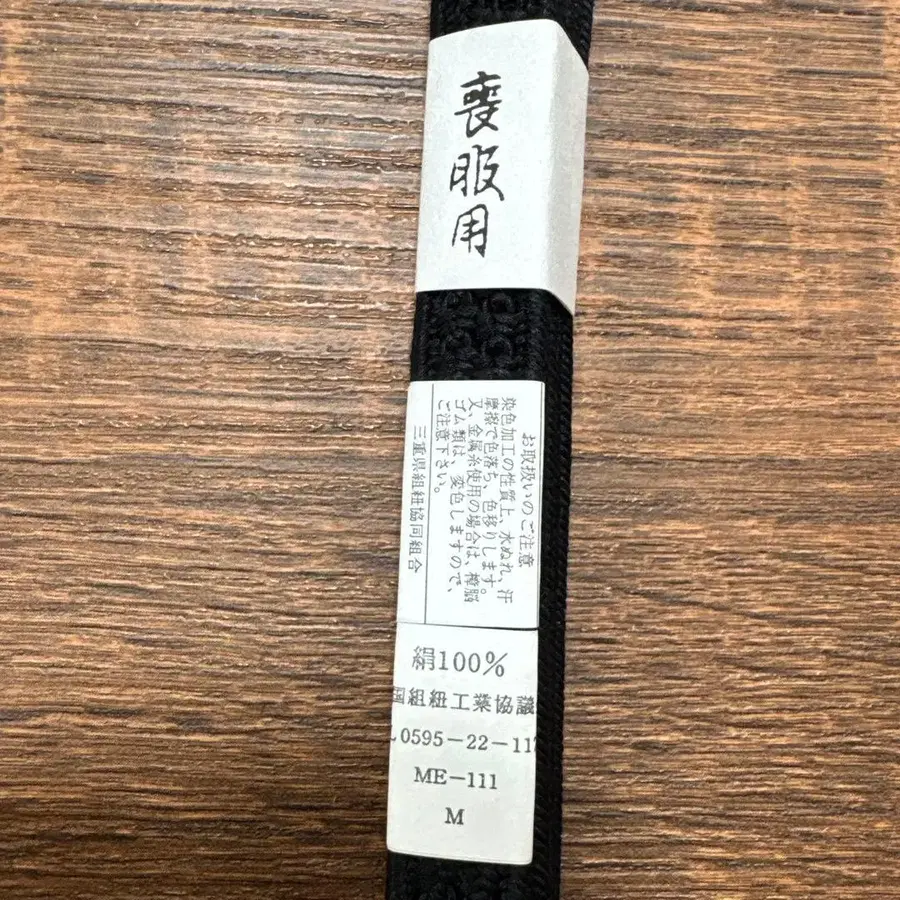 喪服用
お取扱いのご注意
染色加工の性質上、水ぬれ、汗
摩擦で色落ち、色移りします。
又、金属糸使用の場合は、樟脳
ゴム類は、変色しますので、
ご注意下さい。
三重県組紐協同組合
絹100%
国組紐工業協議
0595-22-11
ME-111
M